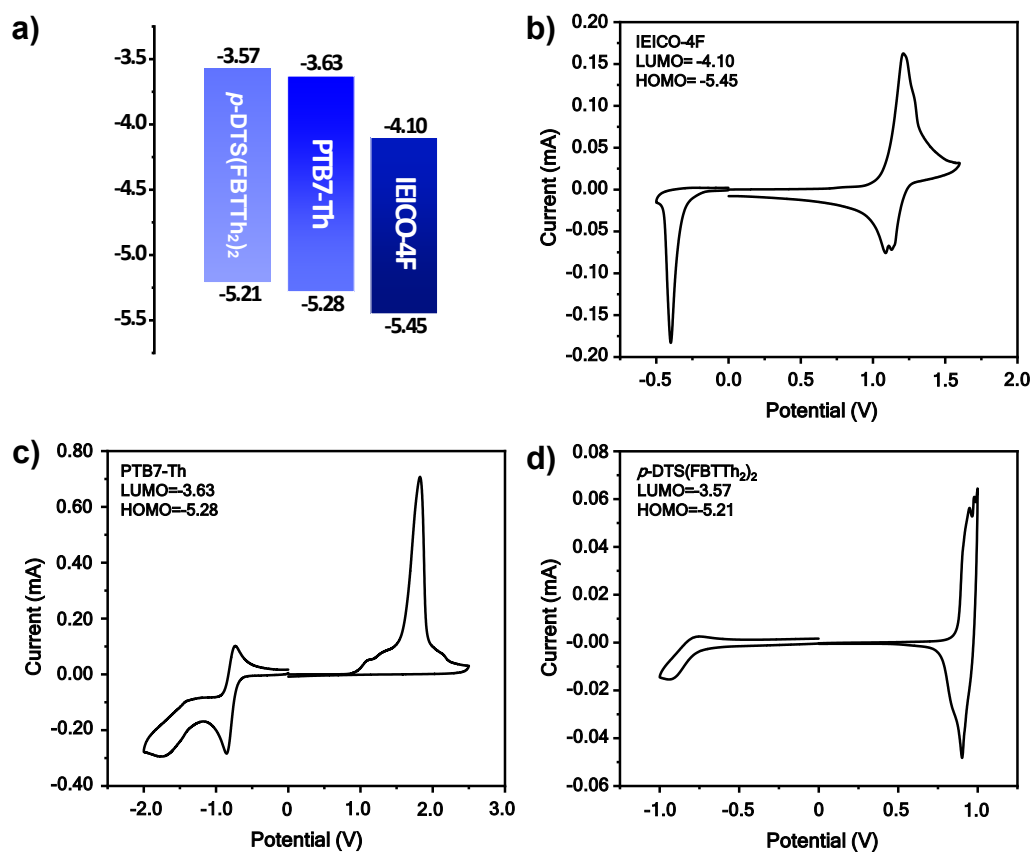 a)
-3.5
-4.0
-4.5
-5.0
-5.5
-3.57
p-DTS(FBTTh₂)₂
-5.21
-3.63
PTB7-Th
-5.28
-4.10
IEICO-4F
-5.45
b)
IEICO-4F
LUMO= -4.10
HOMO= -5.45
Current (mA)
0.20
0.15
0.10
0.05
0.00
-0.05
-0.10
-0.15
-0.20
-0.5 0.0 0.5 1.0 1.5 2.0
Potential (V)
c)
PTB7-Th
LUMO=-3.63
HOMO=-5.28
Current (mA)
0.80
0.60
0.40
0.20
0.00
-0.20
-0.40
-2.0 -1.0 0 1.0 2.0 3.0
Potential (V)
d)
p-DTS(FBTTh₂)₂
LUMO=-3.57
HOMO=-5.21
Current (mA)
0.08
0.06
0.04
0.02
-0.00
-0.02
-0.04
-0.06
-1.0 -0.5 0 0.5 1.0
Potential (V)